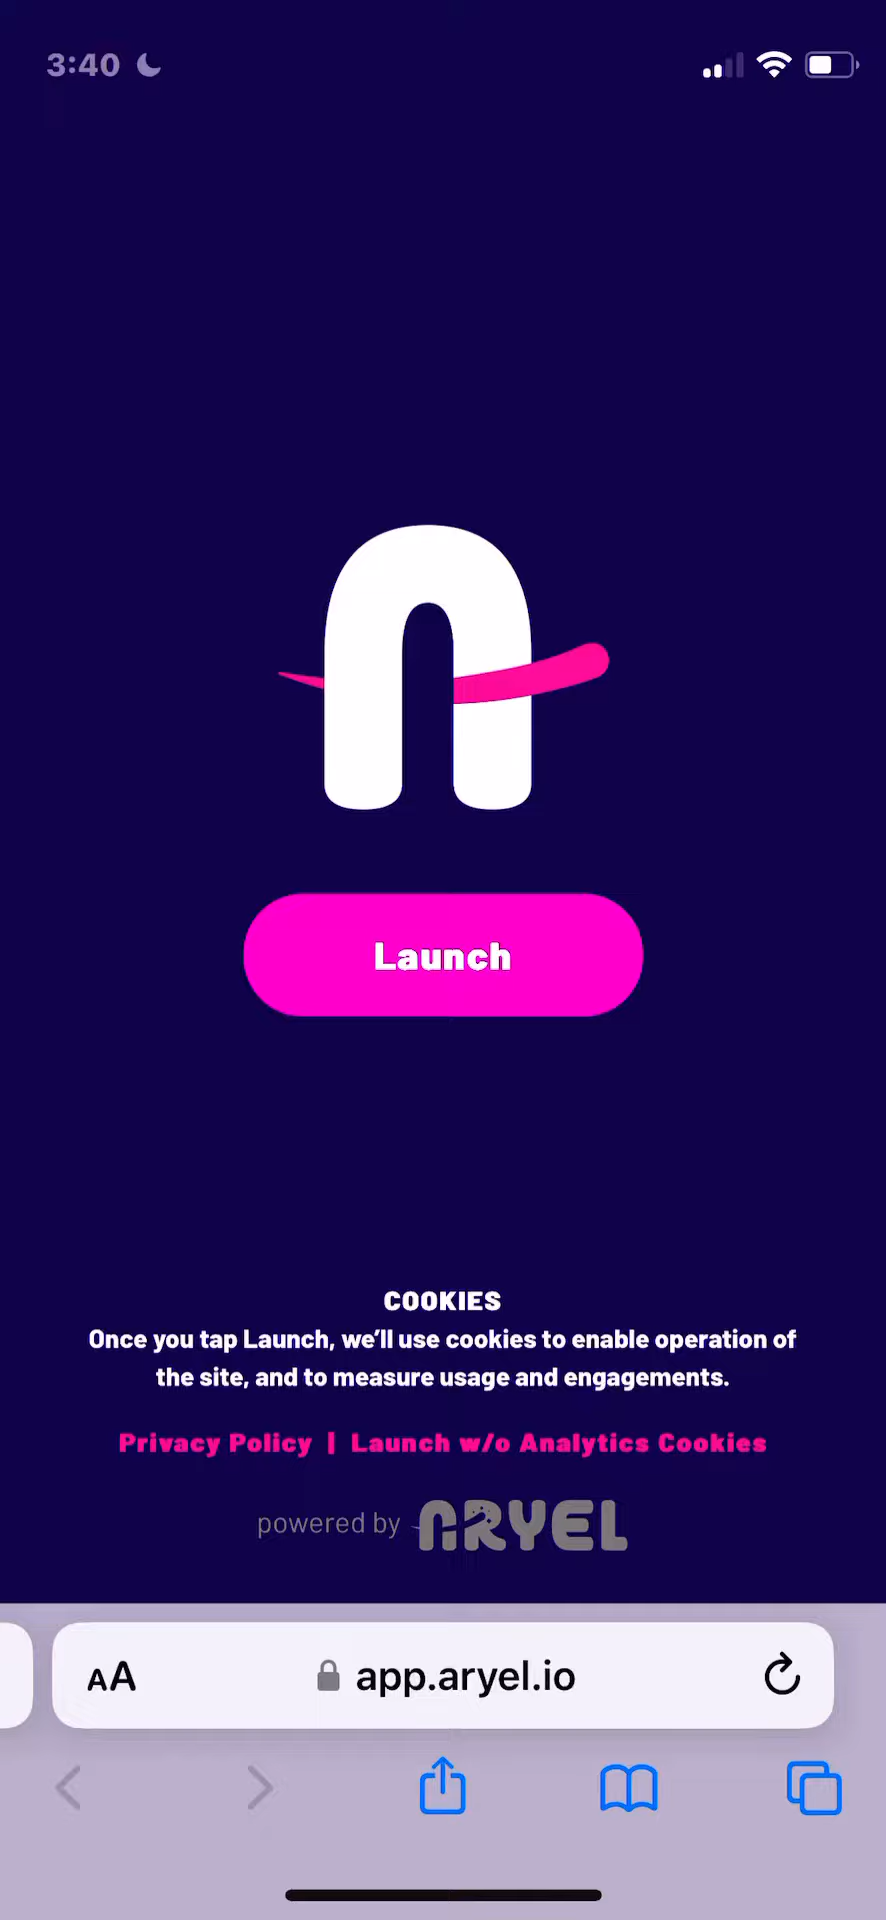 3:40
Launch
COOKIES
Once you tap Launch, we’ll use cookies to enable operation of
the site, and to measure usage and engagements.
Privacy Policy | Launch w/o Analytics Cookies
powered by ARYEL
AA app.aryel.io